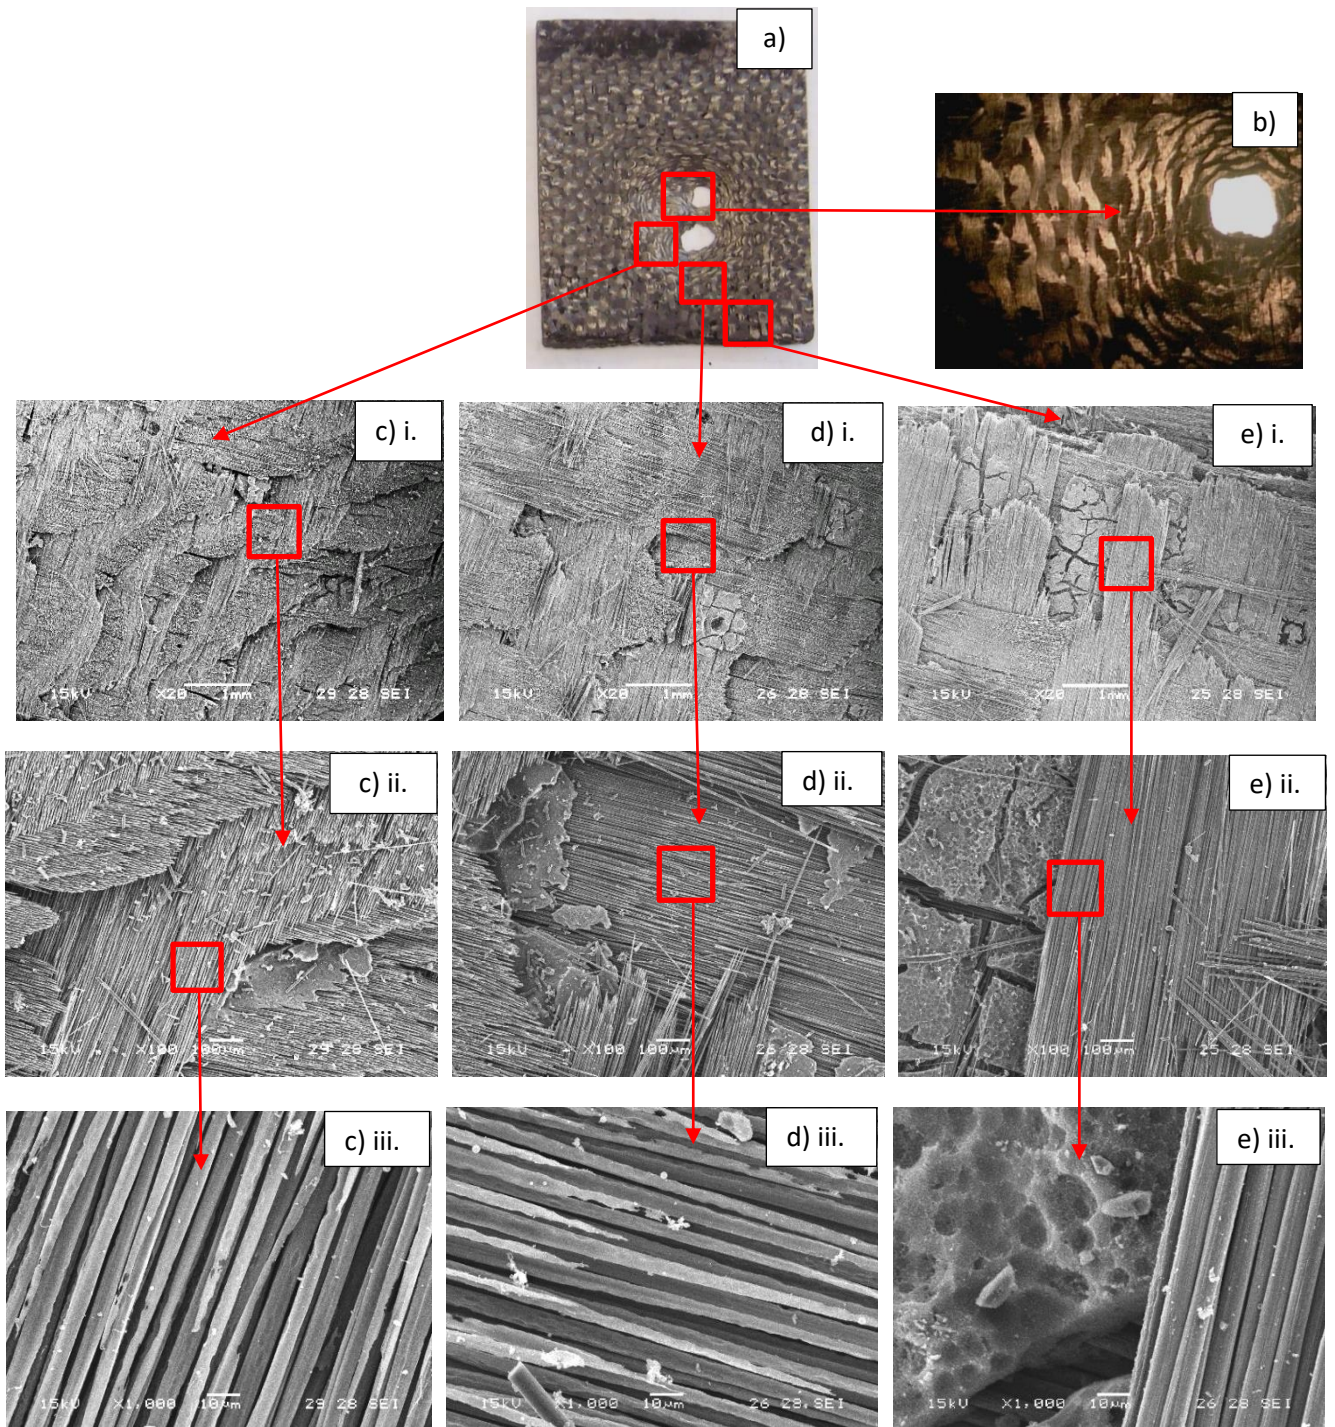 a)
b)
c) i.
d) i.
e) i.
15kV X20 1mm 29 28 SEI
15kV X20 1mm 26 28 SEI
15kV X20 1mm 25 28 SEI
c) ii.
d) ii.
e) ii.
15kV X100 100µm 29 28 SEI
15kV X100 100µm 26 28 SEI
15kV X100 100µm 25 28 SEI
c) iii.
d) iii.
e) iii.
15kV X1,000 10µm 29 28 SEI
15kV X1,000 10µm 26 28 SEI
15kV X1,000 10µm 26 28 SEI